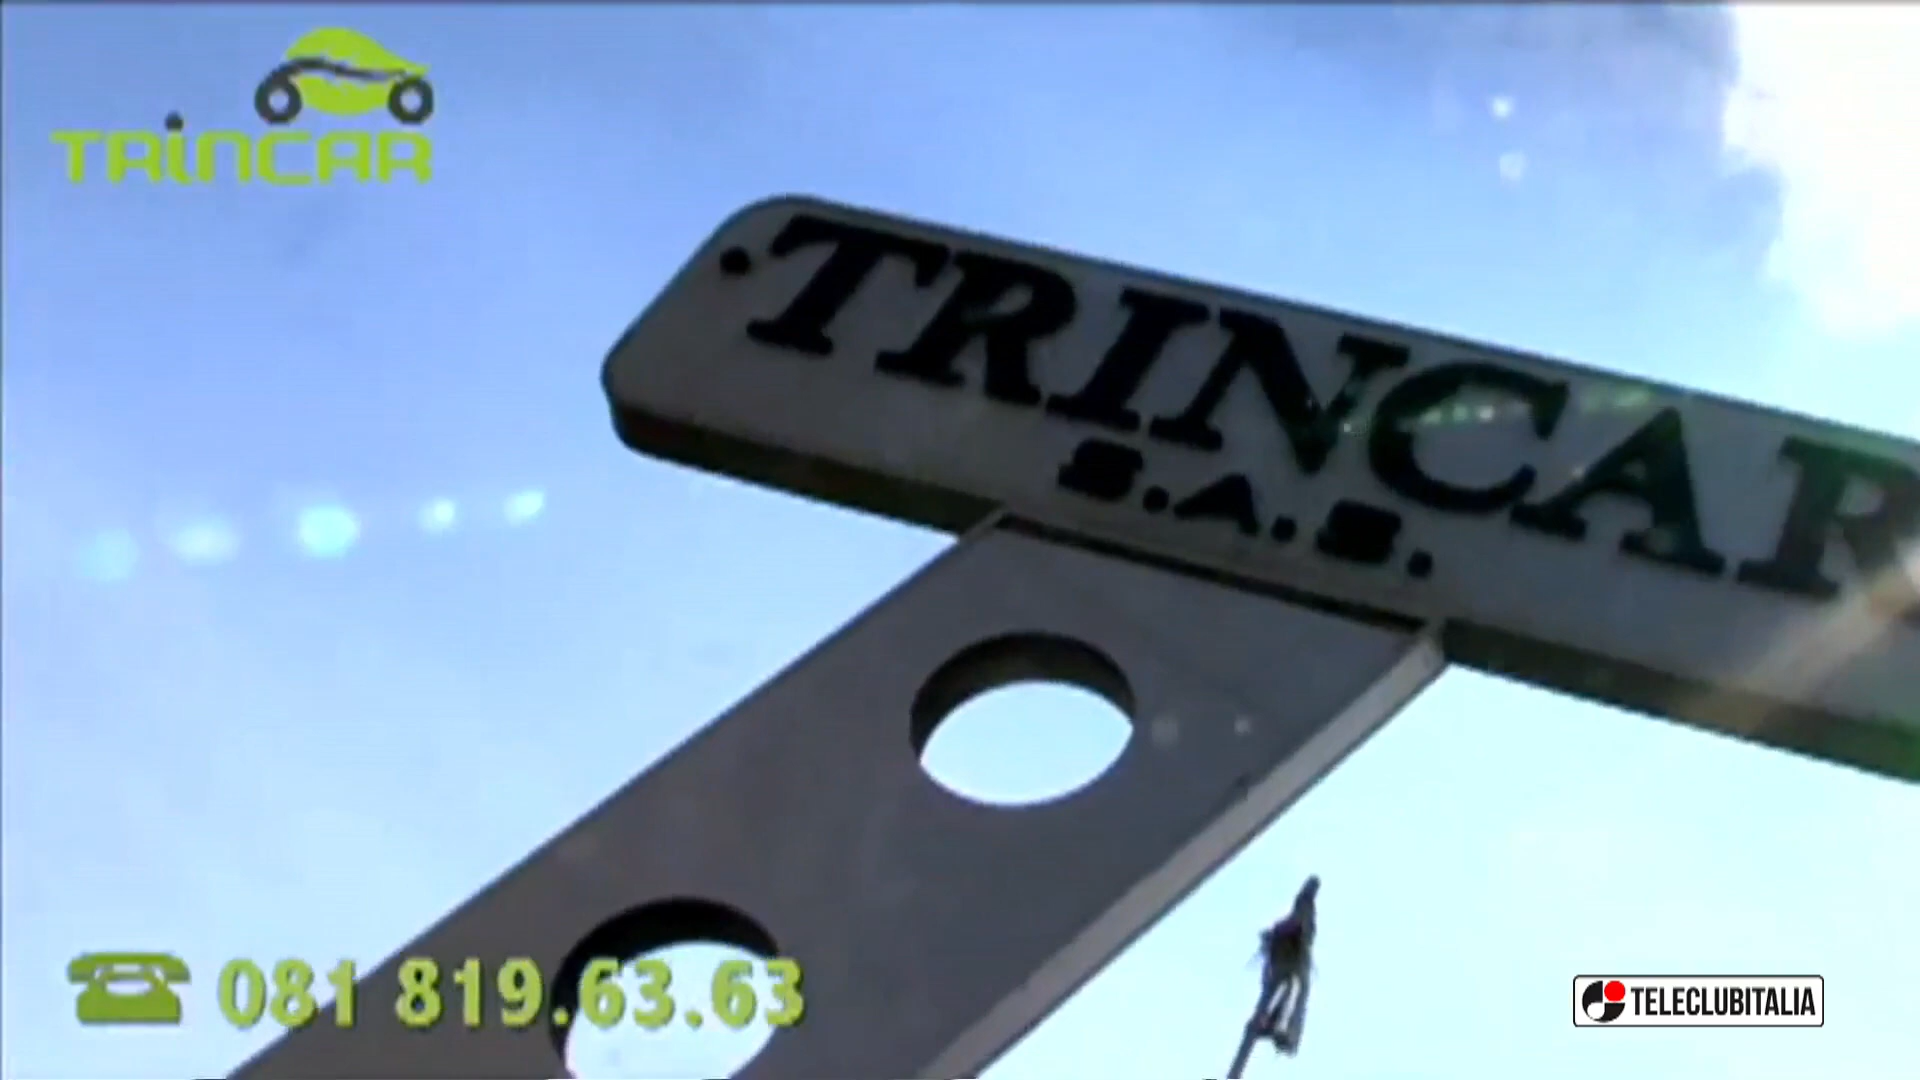 TRiNCAR
TRINCAR
S.A.S.
081 819.63.63
TELECLUBITALIA